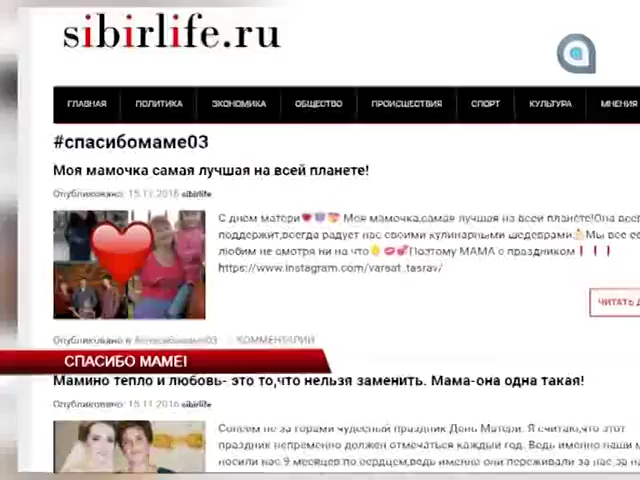 sibirlife.ru
ГЛАВНАЯ ПОЛИТИКА ЭКОНОМИКА ОБЩЕСТВО ПРОИСШЕСТВИЯ СПОРТ КУЛЬТУРА МНЕНИЯ
#спасибомаме03
Моя мамочка самая лучшая на всей планете!
Опубликовано: 15.11.2016 sibirlife
С днем матери Моя мамочка,самая лучшая на всей планете!Она всег
поддержит,всегда радует нас своими кулинарными шедеврами Мы все ее
любим не смотря ни на что Поэтому МАМА с праздником
https://www.instagram.com/varsat_tasrav/
ЧИТАТЬ Д
Опубликовано в #спасибомаме03 КОММЕНТАРИИ
СПАСИБО МАМЕ!
Мамино тепло и любовь- это то,что нельзя заменить. Мама-она одна такая!
Опубликовано: 15.11.2016 sibirlife
Совсем не за горами чудесный праздник День Матери. Я считаю,что этот
праздник непременно должен отмечаться каждый год. Ведь именно наши м
носили нас 9 месяцев по сердцем,ведь именно они переживали за нас,за н